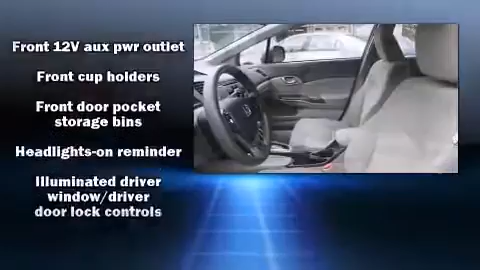 Front 12V aux pwr outlet
Front cup holders
Front door pocket
storage bins
Headlights-on reminder
Illuminated driver
window/driver
door lock controls